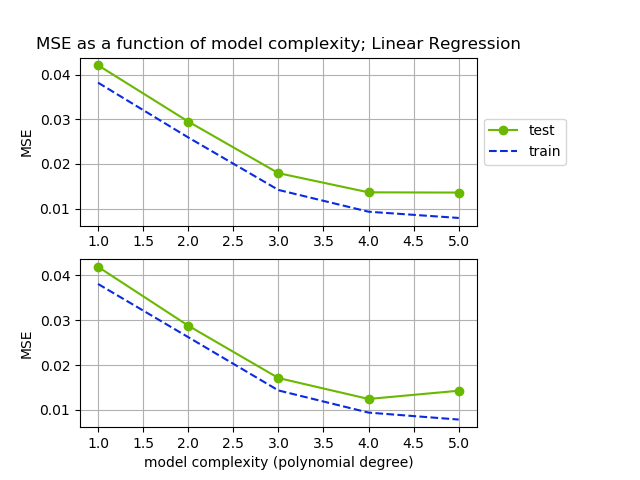 MSE as a function of model complexity; Linear Regression
0.04
0.03
0.02
0.01
MSE
1.0 1.5 2.0 2.5 3.0 3.5 4.0 4.5 5.0
test
train
0.04
0.03
0.02
0.01
MSE
1.0 1.5 2.0 2.5 3.0 3.5 4.0 4.5 5.0
model complexity (polynomial degree)